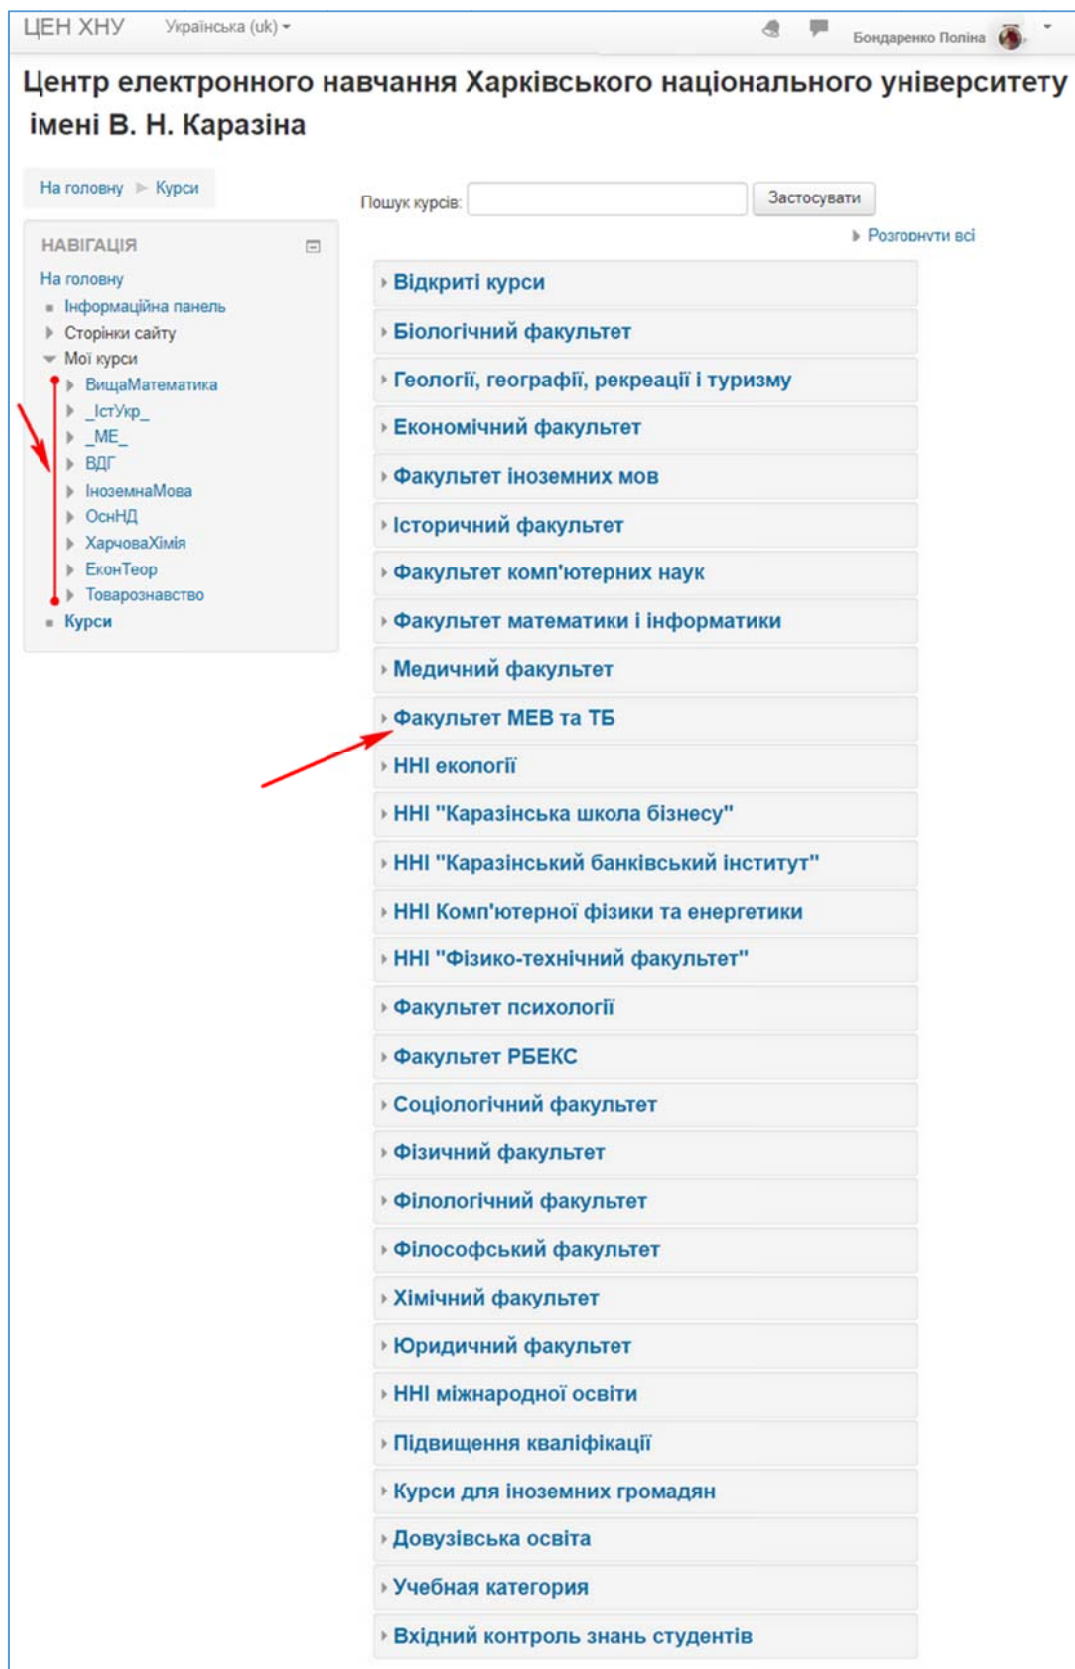 ЦЕН ХНУ Українська (uk)
Бондаренко Поліна
Центр електронного навчання Харківського національного університету
імені В. Н. Каразіна
На головну Курси
Пошук курсів: Застосувати
Розгорнути всі
НАВІГАЦІЯ
На головну
Інформаційна панель
Сторінки сайту
Мої курси
ВищаМатематика
_ІстУкр_
_МЕ_
ВДГ
ІноземнаМова
ОснНД
ХарчоваХімія
ЕконТеор
Товарознавство
Курси
Відкриті курси
Біологічний факультет
Геології, географії, рекреації і туризму
Економічний факультет
Факультет іноземних мов
Історичний факультет
Факультет комп'ютерних наук
Факультет математики і інформатики
Медичний факультет
Факультет МЕВ та ТБ
ННІ екології
ННІ "Каразінська школа бізнесу"
ННІ "Каразінський банківський інститут"
ННІ Комп'ютерної фізики та енергетики
ННІ "Фізико-технічний факультет"
Факультет психології
Факультет РБЕКС
Соціологічний факультет
Фізичний факультет
Філологічний факультет
Філософський факультет
Хімічний факультет
Юридичний факультет
ННІ міжнародної освіти
Підвищення кваліфікації
Курси для іноземних громадян
Довузівська освіта
Учебная категория
Вхідний контроль знань студентів